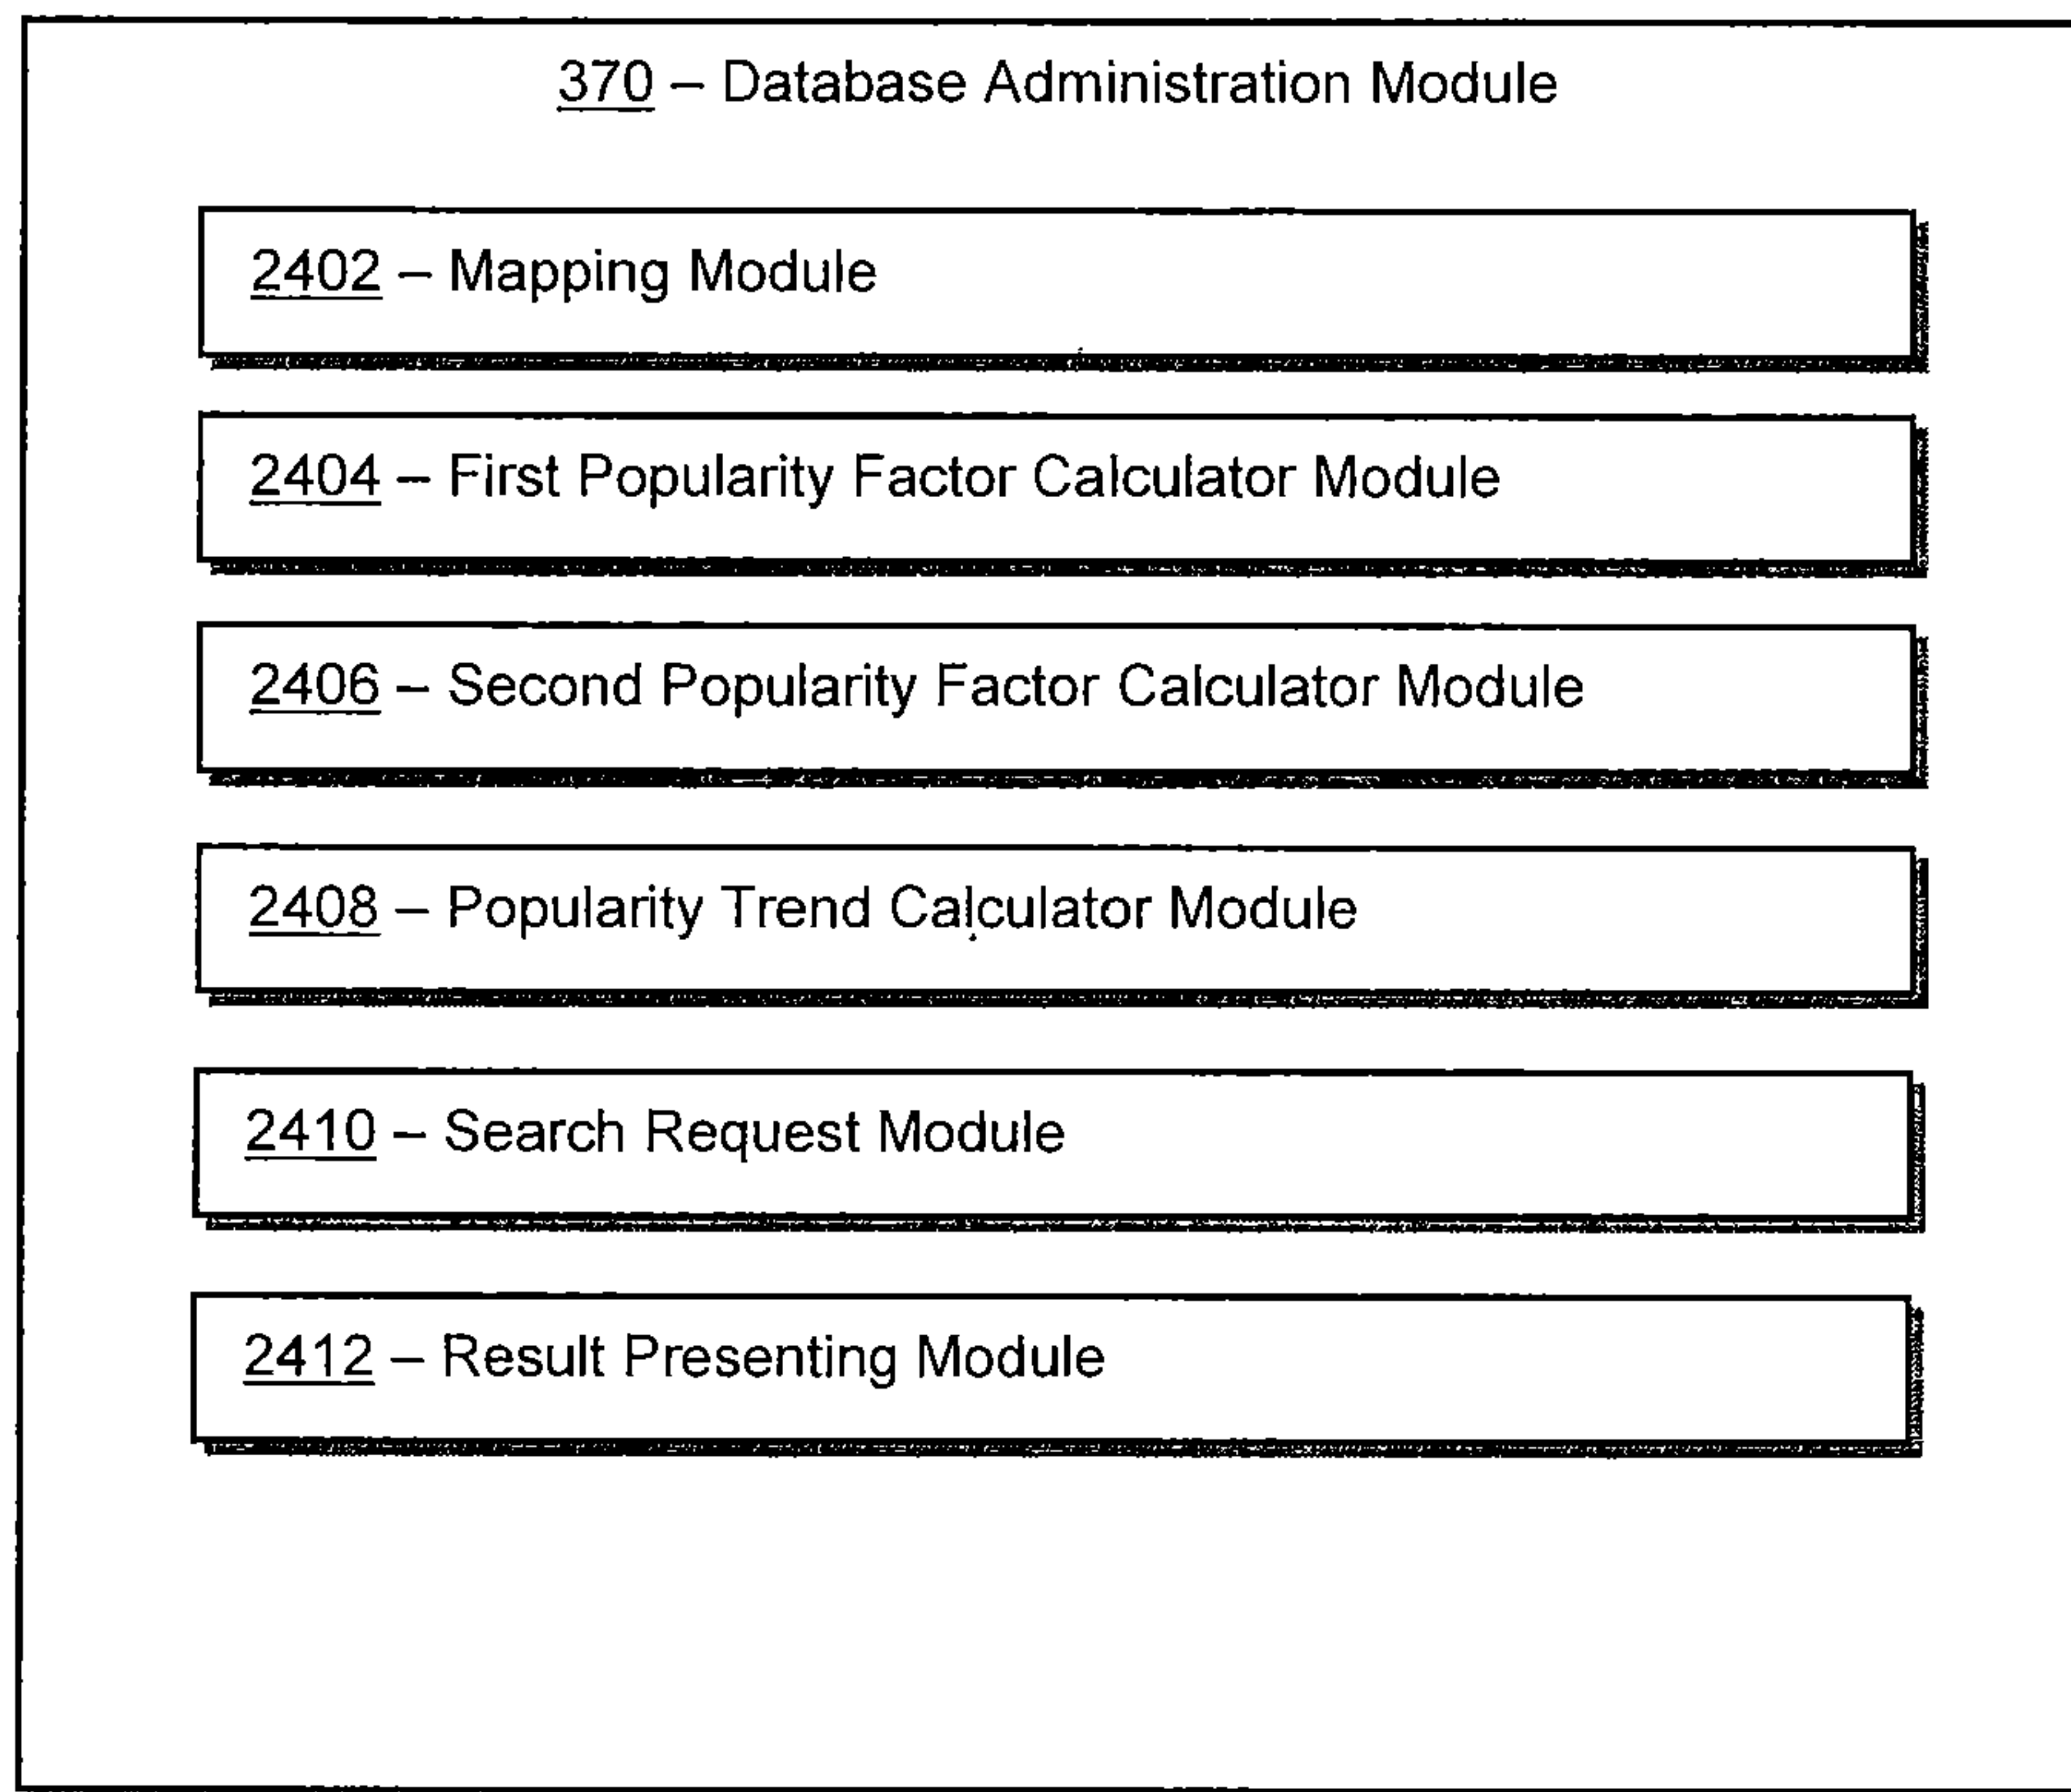 370 – Database Administration Module
2402 – Mapping Module
2404 – First Popularity Factor Calculator Module
2406 – Second Popularity Factor Calculator Module
2408 – Popularity Trend Calculator Module
2410 – Search Request Module
2412 – Result Presenting Module